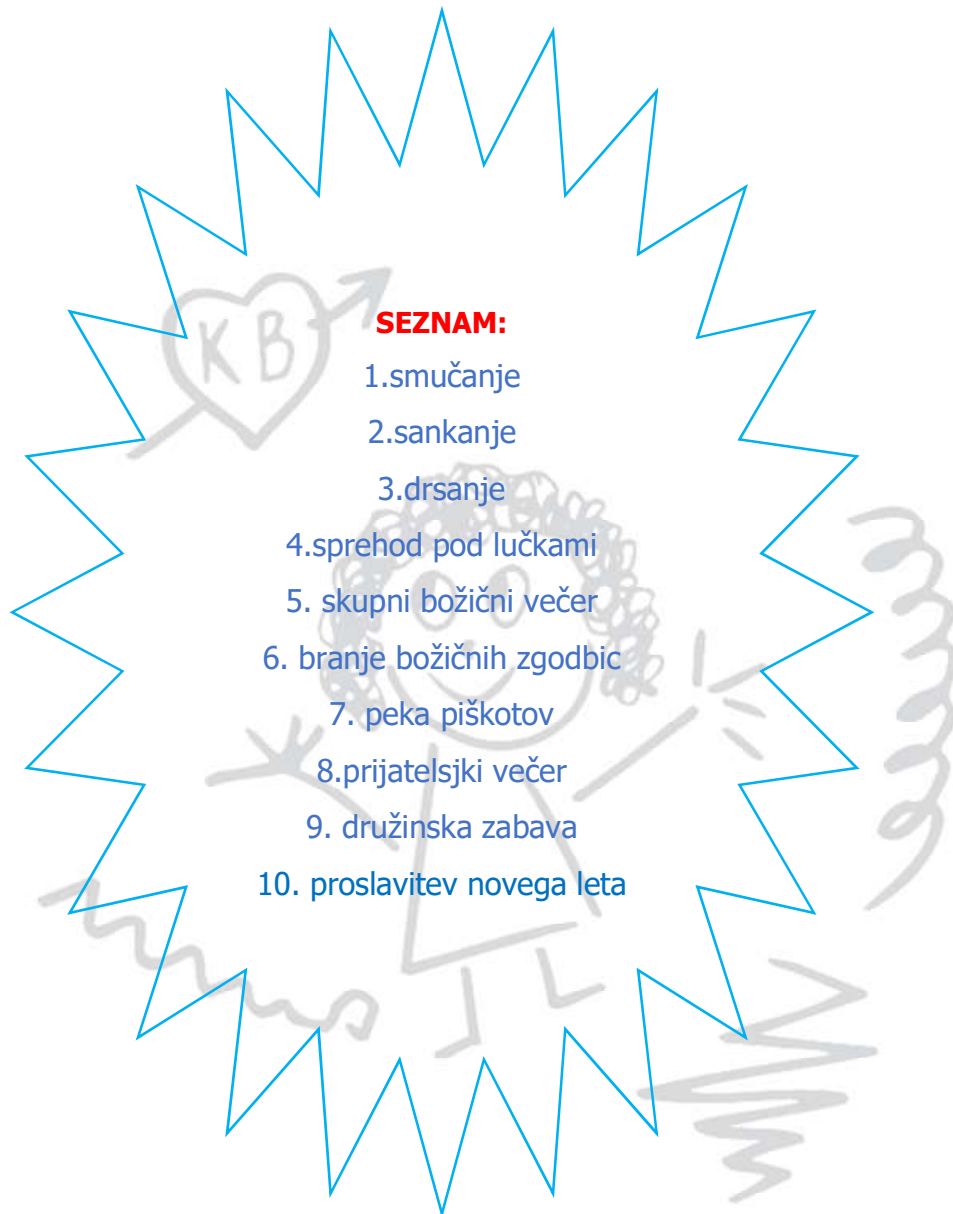 KB
SEZNAM:
1.smučanje
2.sankanje
3.drsanje
4.sprehod pod lučkami
5. skupni božični večer
6. branje božičnih zgodbic
7. peka piškotov
8.prijatelsjki večer
9. družinska zabava
10. proslavitev novega leta